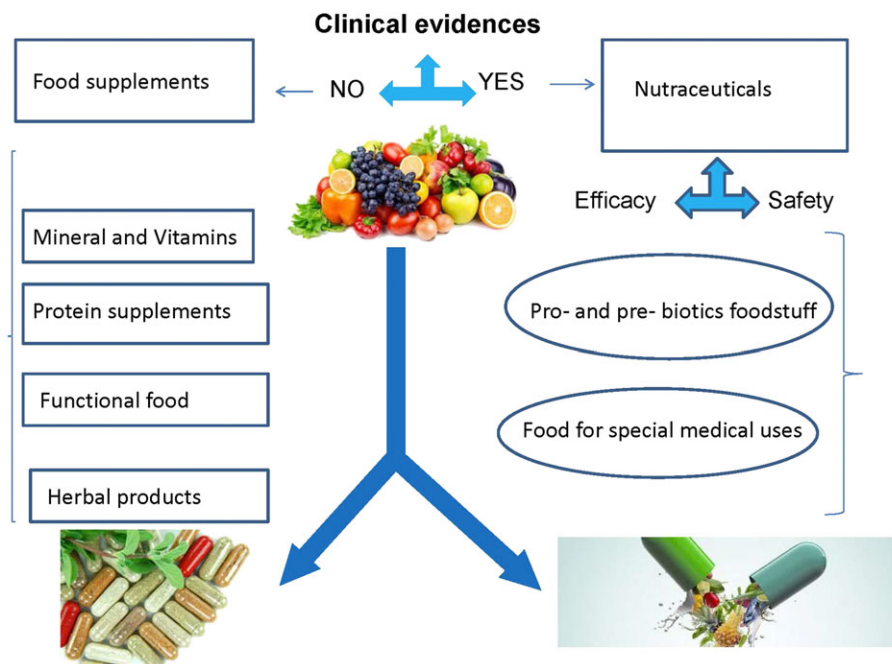 Clinical evidences
Food supplements
NO
YES
Nutraceuticals
Efficacy
Safety
Mineral and Vitamins
Protein supplements
Functional food
Herbal products
Pro- and pre- biotics foodstuff
Food for special medical uses